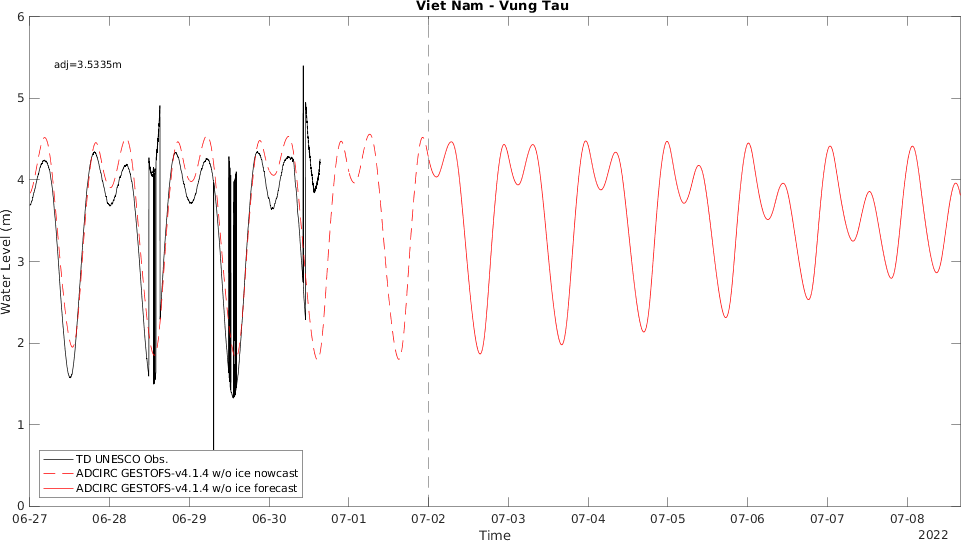 Viet Nam - Vung Tau
adj=3.5335m
Water Level (m)
6
5
4
3
2
1
0
TD UNESCO Obs.
ADCIRC GESTOFS-v4.1.4 w/o ice nowcast
ADCIRC GESTOFS-v4.1.4 w/o ice forecast
06-27 06-28 06-29 06-30 07-01 07-02 07-03 07-04 07-05 07-06 07-07 07-08
Time
2022